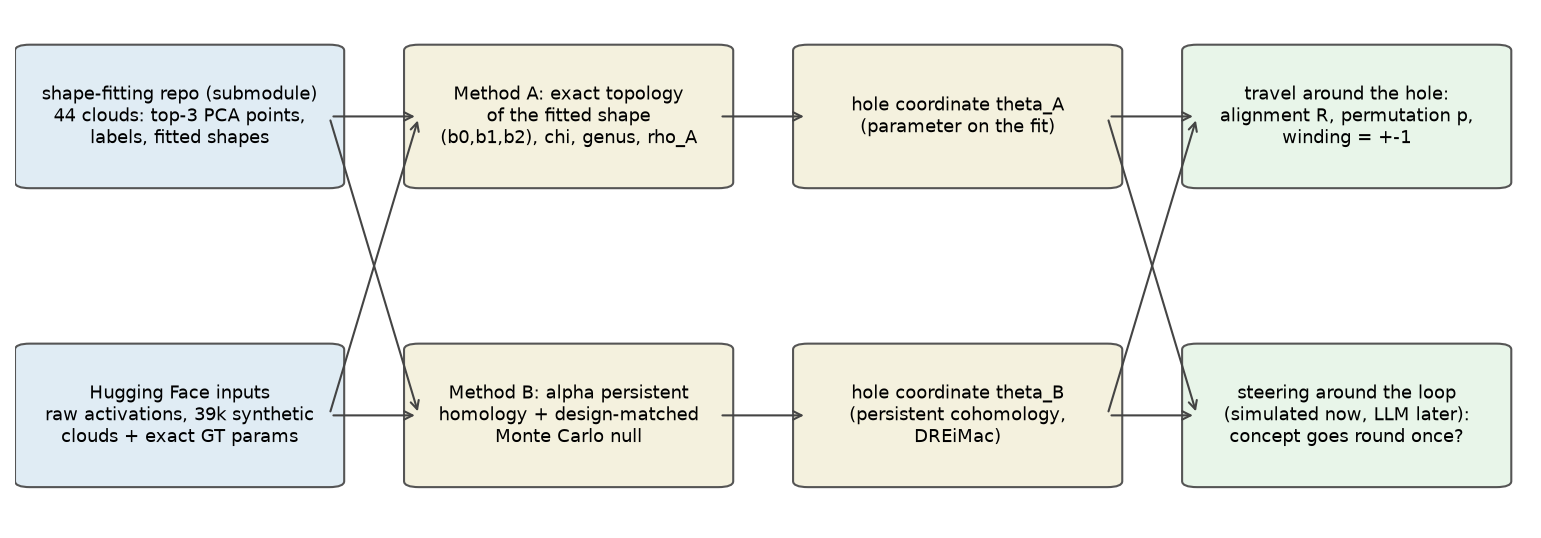 shape-fitting repo (submodule)
44 clouds: top-3 PCA points,
labels, fitted shapes
Method A: exact topology
of the fitted shape
(b0,b1,b2), chi, genus, rho_A
hole coordinate theta_A
(parameter on the fit)
travel around the hole:
alignment R, permutation p,
winding = +-1
Hugging Face inputs
raw activations, 39k synthetic
clouds + exact GT params
Method B: alpha persistent
homology + design-matched
Monte Carlo null
hole coordinate theta_B
(persistent cohomology,
DREiMac)
steering around the loop
(simulated now, LLM later):
concept goes round once?